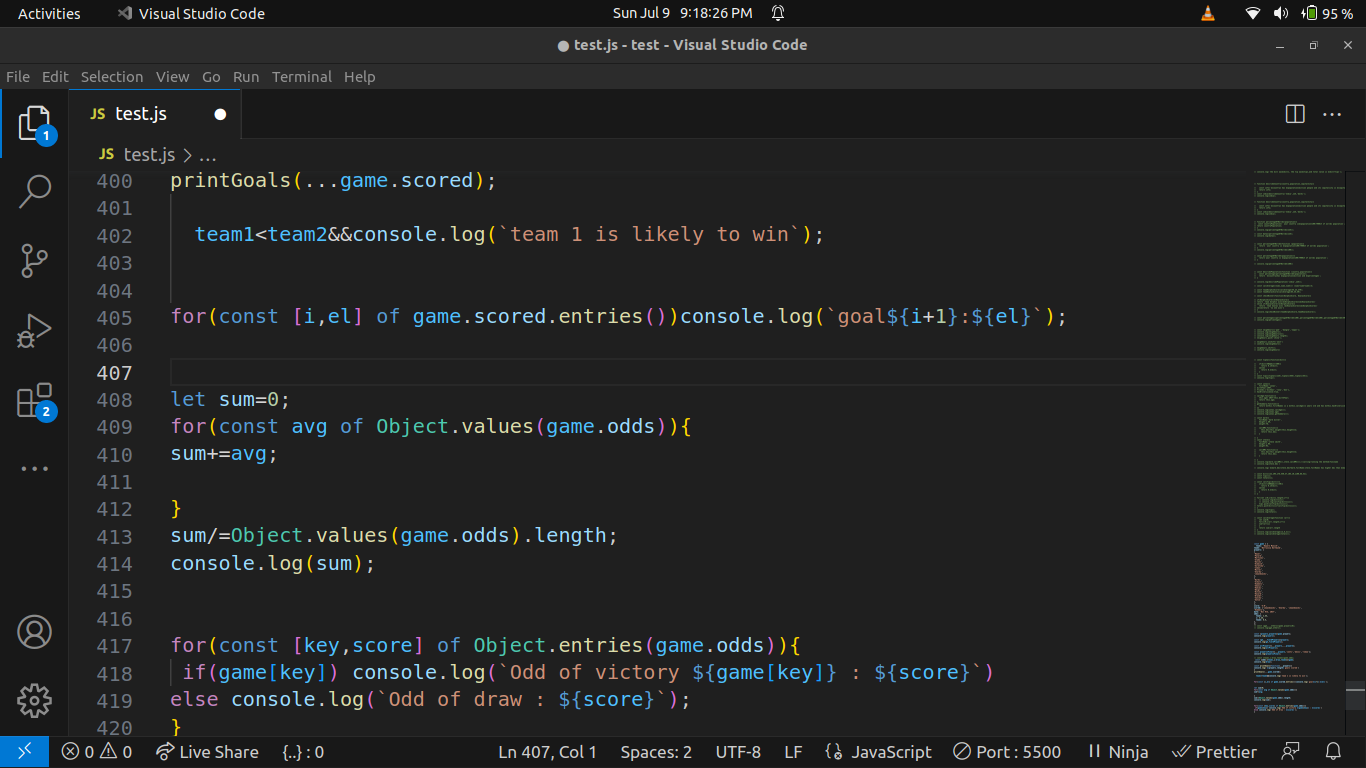 Activities Visual Studio Code Sun Jul 9 9:18:26 PM 95 %
● test.js - test - Visual Studio Code
File Edit Selection View Go Run Terminal Help
JS test.js ●
JS test.js > ...
1
2
400 printGoals(...game.scored);
401
402 team1<team2&&console.log(`team 1 is likely to win`);
403
404
405 for(const [i,el] of game.scored.entries())console.log(`goal${i+1}:${el}`);
406
407
408 let sum=0;
409 for(const avg of Object.values(game.odds)){
410 sum+=avg;
411
412 }
413 sum/=Object.values(game.odds).length;
414 console.log(sum);
415
416
417 for(const [key,score] of Object.entries(game.odds)){
418 if(game[key]) console.log(`Odd of victory ${game[key]} : ${score}`)
419 else console.log(`Odd of draw : ${score}`);
420 }
0 0 Live Share {..} : 0 Ln 407, Col 1 Spaces: 2 UTF-8 LF {} JavaScript Port : 5500 Ninja Prettier